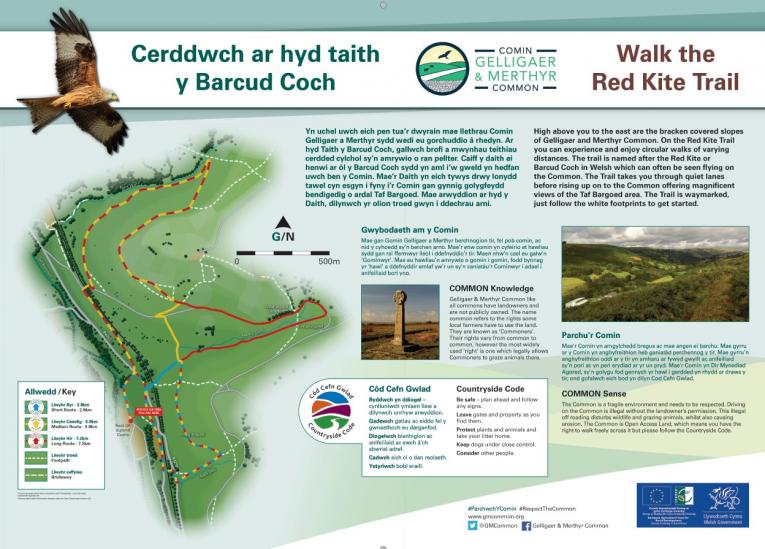 Cerddwch ar hyd taith
y Barcud Coch
COMIN
GELLIGAER
& MERTHYR
COMMON
Walk the
Red Kite Trail
Yn uchel uwch eich pen tua'r dwyrain mae llethrau Comin
Gelligaer a Merthyr sydd wedi eu gorchuddio â rhedyn. Ar
hyd Taith y Barcud Coch, gallwch brofi a mwynhau teithiau
cerdded cylchol sy'n amrywio o ran pellter. Caiff y daith ei
henwi ar ôl y Barcud Coch sydd yn aml i'w gweld yn hedfan
uwch ben y Comin. Mae'r Daith yn eich tywys drwy lonydd
tawel cyn esgyn i fyny i'r Comin gan gynnig golygfeydd
bendigedig o ardal Taf Bargoed. Mae arwyddion ar hyd y
Daith, dilynwch yr olion troed gwyn i ddechrau arni.
High above you to the east are the bracken covered slopes
of Gelligaer and Merthyr Common. On the Red Kite Trail
you can experience and enjoy circular walks of varying
distances. The trail is named after the Red Kite or
Barcud Coch in Welsh which can often be seen flying on
the Common. The Trail takes you through quiet lanes
before rising up on to the Common offering magnificent
views of the Taf Bargoed area. The Trail is waymarked,
just follow the white footprints to get started.
G/N
0 500m
Gwybodaeth am y Comin
Mae gan Comin Gelligaer a Merthyr berchnogion tir, fel pob comin, ac
nid y cyhoedd sy'n berchen arno. Mae'r enw comin yn cyfeirio at hawliau
sydd gan rai ffermwyr lleol i ddefnyddio'r tir. Maen nhw'n cael eu galw'n
'Gominwyr'. Mae eu hawliau'n amrywio o gomin i gomin, fodd bynnag
yr 'hawl' a ddefnyddir amlaf yw'r un sy'n caniatáu'r Cominwyr i adael i
anifeiliaid bori yno.
COMMON Knowledge
Gelligaer & Merthyr Common like
all commons have landowners and
are not publicly owned. The name
common refers to the rights some
local farmers have to use the land.
They are known as 'Commoners'.
Their rights vary from common to
common, however the most widely
used 'right' is one which legally allows
Commoners to graze animals there.
Parchu'r Comin
Mae'r Comin yn amgylchedd bregus ac mae angen ei barchu. Mae gyrru
ar y Comin yn anghyfreithlon heb ganiatâd perchennog y tir. Mae gyrru'n
anghyfreithlon oddi ar y tir yn amharu ar fywyd gwyllt ac anifeiliaid
sy'n pori as yn peri erydiad ar yr un pryd. Mae'r Comin yn Dir Mynediad
Agored, sy'n golygu fod gennych yr hawl i gerdded yn rhydd ar draws y
tir, ond gofalwch eich bod yn dilyn Cod Cefn Gwlad.
COMMON Sense
The Common is a fragile environment and needs to be respected. Driving
on the Common is illegal without the landowner's permission. This illegal
off roading disturbs wildlife and grazing animals, whilst also causing
erosion. The Common is Open Access Land, which means you have the
right to walk freely across it but please follow the Countryside Code.
Allwedd / Key
Llwybr Byr - 2.8km
Short Route - 2.8km
Llwybr Canolig - 5.8km
Medium Route - 5.8km
Llwybr Hir - 7.2km
Long Route - 7.2km
Llwybr troed
Footpath
Llwybr ceffylau
Bridleway
Côd Cefn Gwlad
Countryside Code
Côd Cefn Gwlad
Byddwch yn ddiogel –
cynlluniwch ymlaen llaw a
dilynwch unrhyw arwyddion.
Gadewch gatiau ac eiddo fel y
gwnaethoch eu darganfod.
Diogelwch blanhigion ac
anifeiliaid ac ewch â'ch
sbwriel adref.
Cadwch eich ci o dan reolaeth.
Ystyriwch bobl eraill.
Countryside Code
Be safe – plan ahead and follow
any signs.
Leave gates and property as you
find them.
Protect plants and animals and
take your litter home.
Keep dogs under close control.
Consider other people.
#ParchwchYComin #RespectTheCommon
www.gmcommon.org
@GMCommon Gelligaer & Merthyr Common
Llywodraeth Cymru
Welsh Government